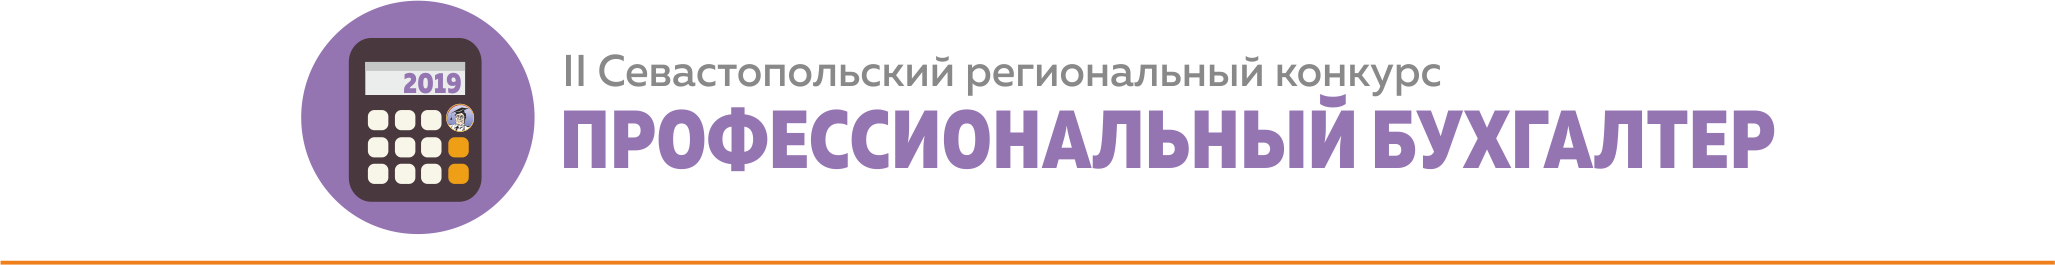 2019
II Севастопольский региональный конкурс
ПРОФЕССИОНАЛЬНЫЙ БУХГАЛТЕР